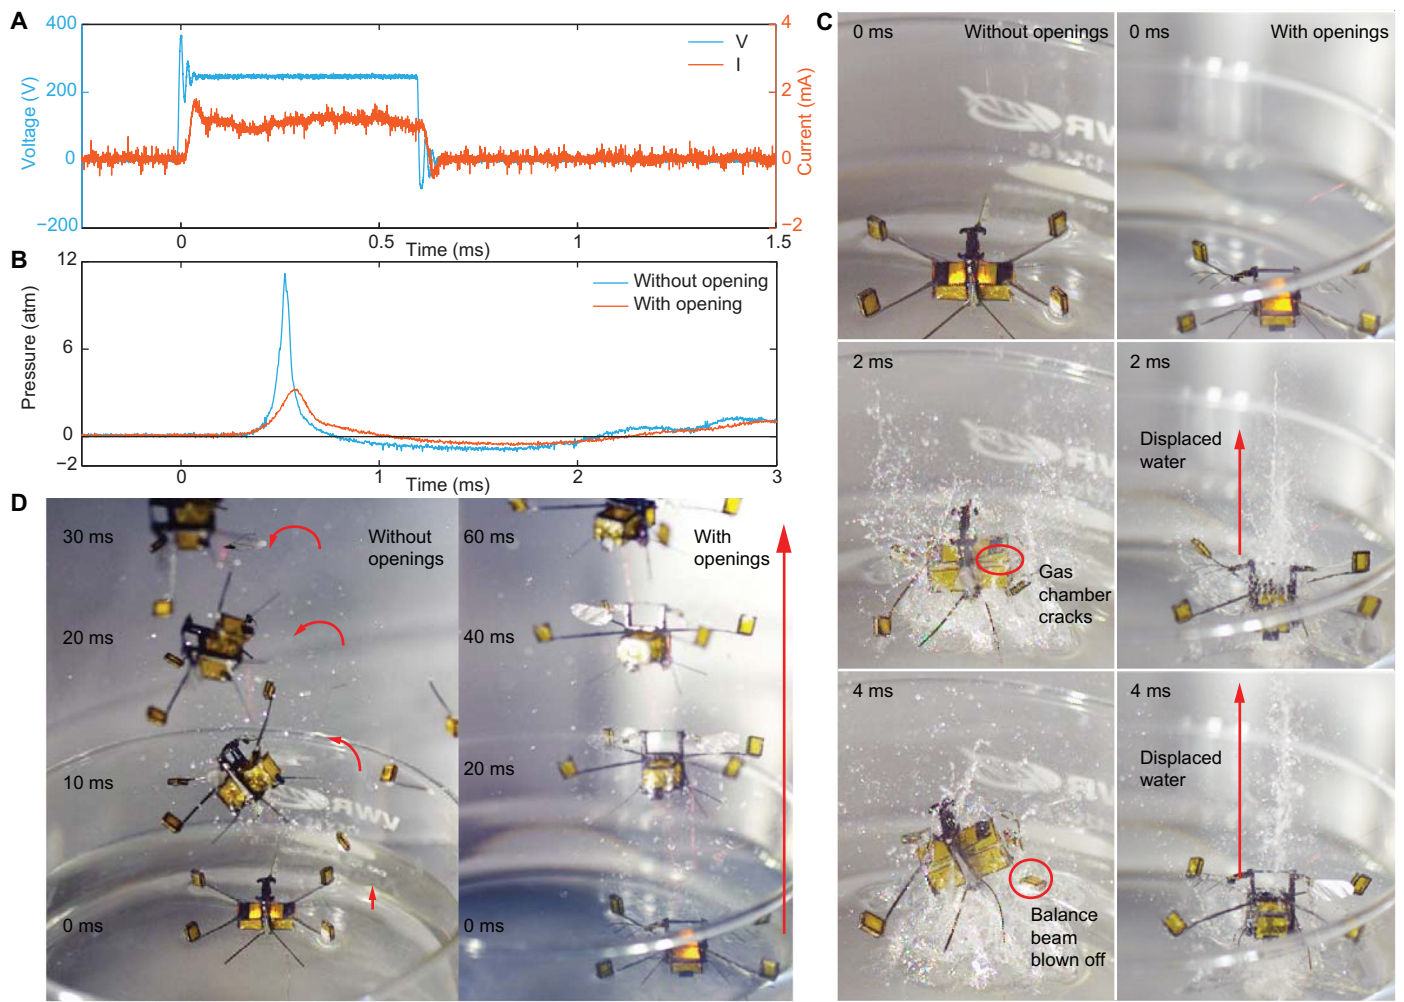 A
400
200
0
−200
Voltage (V)
V
I
4
2
0
−2
Current (mA)
0
0.5
1
1.5
Time (ms)
B
12
6
0
−2
Pressure (atm)
Without opening
With opening
0
1
2
3
Time (ms)
C
0 ms
Without openings
VWR
0 ms
With openings
2 ms
Gas
chamber
cracks
2 ms
Displaced
water
4 ms
VWR
Balance
beam
blown off
4 ms
Displaced
water
D
30 ms
Without
openings
20 ms
10 ms
VWR
0 ms
60 ms
With
openings
40 ms
20 ms
0 ms